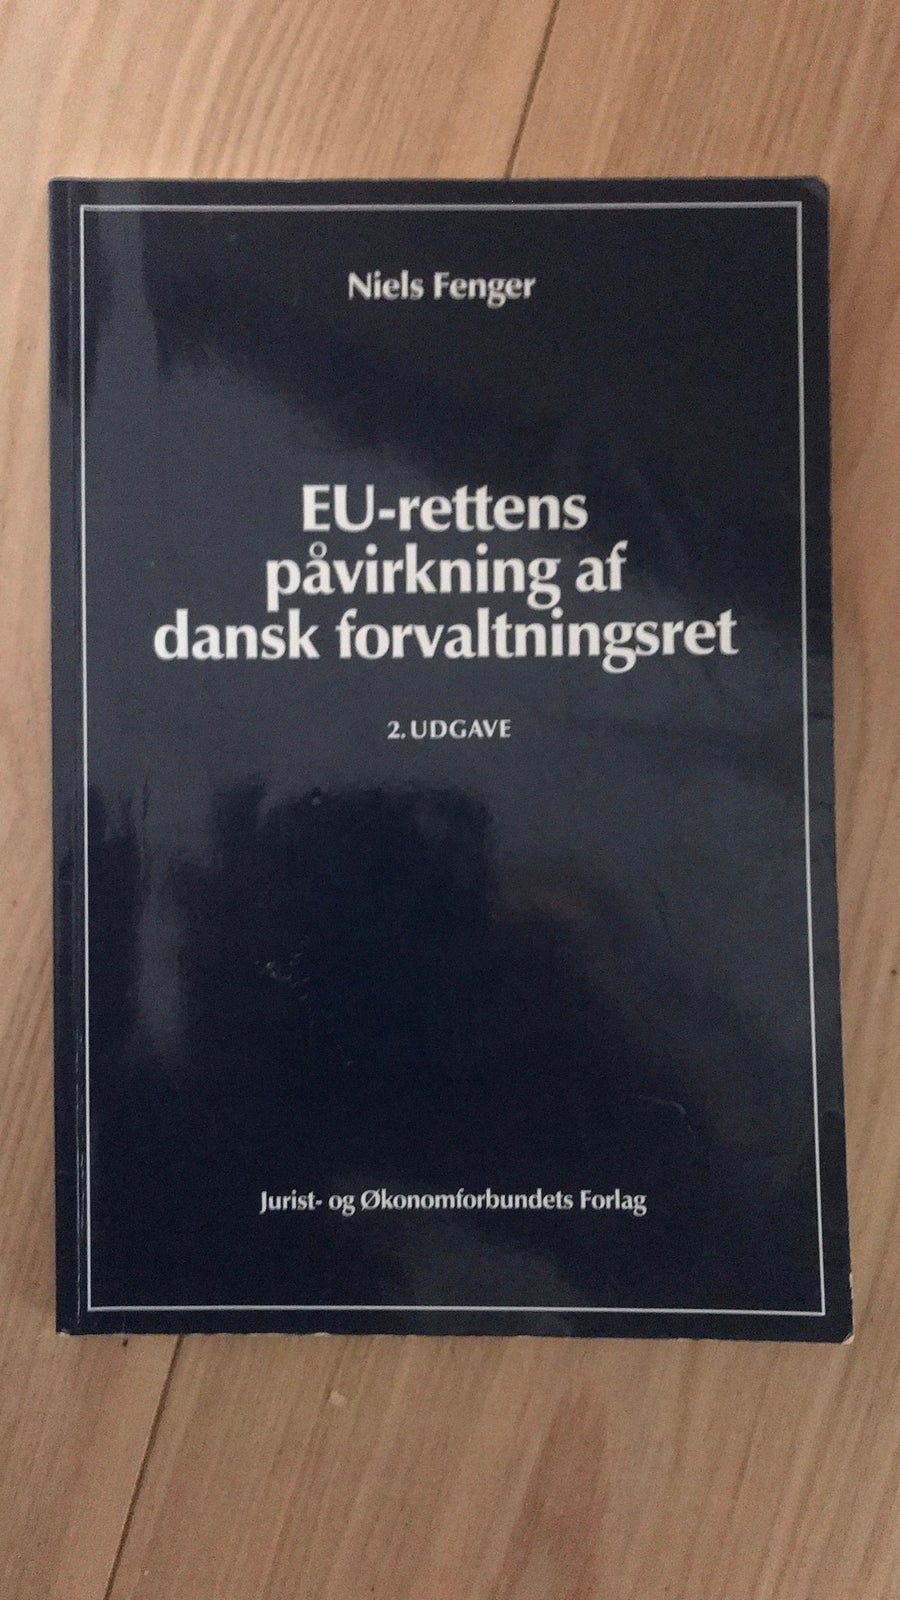 Niels Fenger
EU-rettens
påvirkning af
dansk forvaltningsret
2. UDGAVE
Jurist- og Økonomforbundets Forlag